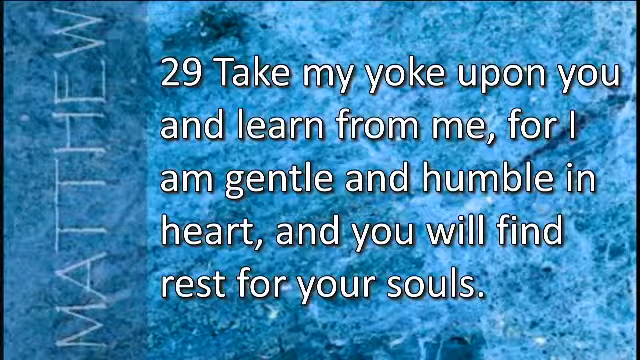 MATTHEW
29 Take my yoke upon you
and learn from me, for I
am gentle and humble in
heart, and you will find
rest for your souls.